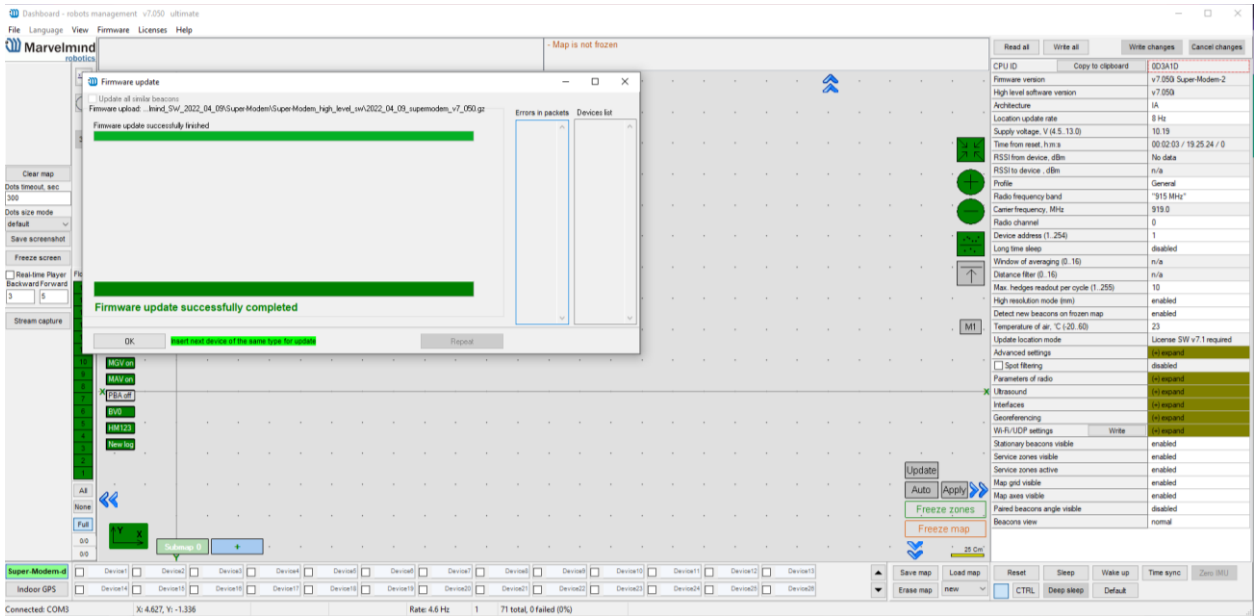 Dashboard - robots management v7.050 ultimate
File Language View Firmware Licenses Help
Marvelmind
robotics
- Map is not frozen
Read all Write all Write changes Cancel changes
Firmware update
Update all similar beacons
Firmware upload: ...lmind_SW_2022_04_09\Super-Modem\Super-Modem_high_level_sw\2022_04_09_supermodem_v7_050.gz
Firmware update successfully finished
Errors in packets Devices list
Firmware update successfully completed
OK Insert next device of the same type for update Repeat
Clear map
Dots timeout, sec
300
Dots size mode
default
Save screenshot
Freeze screen
Real-time Player
Backward Forward
3 5
Stream capture
MGV on
MAV on
PBA off
BV0
HM123
New log
All
None
Full
0/0
0/0
Y X
Submap 0 +
Y
X X
M1
Update
Auto Apply
Freeze zones
Freeze map
25 Cm
CPU ID Copy to clipboard 0D3A1D
Firmware version v7.050i Super-Modem-2
High level software version v7.050i
Architecture IA
Location update rate 8 Hz
Supply voltage, V (4.5..13.0) 10.19
Time from reset, h:m:s 00:02:03 / 19.25.24 / 0
RSSI from device, dBm No data
RSSI to device , dBm n/a
Profile General
Radio frequency band "915 MHz"
Carrier frequency, MHz 919.0
Radio channel 0
Device address (1..254) 1
Long time sleep disabled
Window of averaging (0..16) n/a
Distance filter (0..16) n/a
Max. hedges readout per cycle (1..255) 10
High resolution mode (mm) enabled
Detect new beacons on frozen map enabled
Temperature of air, °C (-20..60) 23
Update location mode License SW v7.1 required
Advanced settings (+) expand
Spot filtering disabled
Parameters of radio (+) expand
Ultrasound (+) expand
Interfaces (+) expand
Georeferencing (+) expand
Wi-Fi/UDP settings Write (+) expand
Stationary beacons visible enabled
Service zones visible enabled
Service zones active enabled
Map grid visible enabled
Map axes visible enabled
Paired beacons angle visible disabled
Beacons view normal
Super-Modem-d Device1 Device2 Device3 Device4 Device5 Device6 Device7 Device8 Device9 Device10 Device11 Device12 Device13 Save map Load map Reset Sleep Wake up Time sync Zero IMU
Indoor GPS Device14 Device15 Device16 Device17 Device18 Device19 Device20 Device21 Device22 Device23 Device24 Device25 Device26 Erase map new CTRL Deep sleep Default
Connected: COM3 X: 4.627, Y: -1.336 Rate: 4.6 Hz 1 71 total, 0 failed (0%)